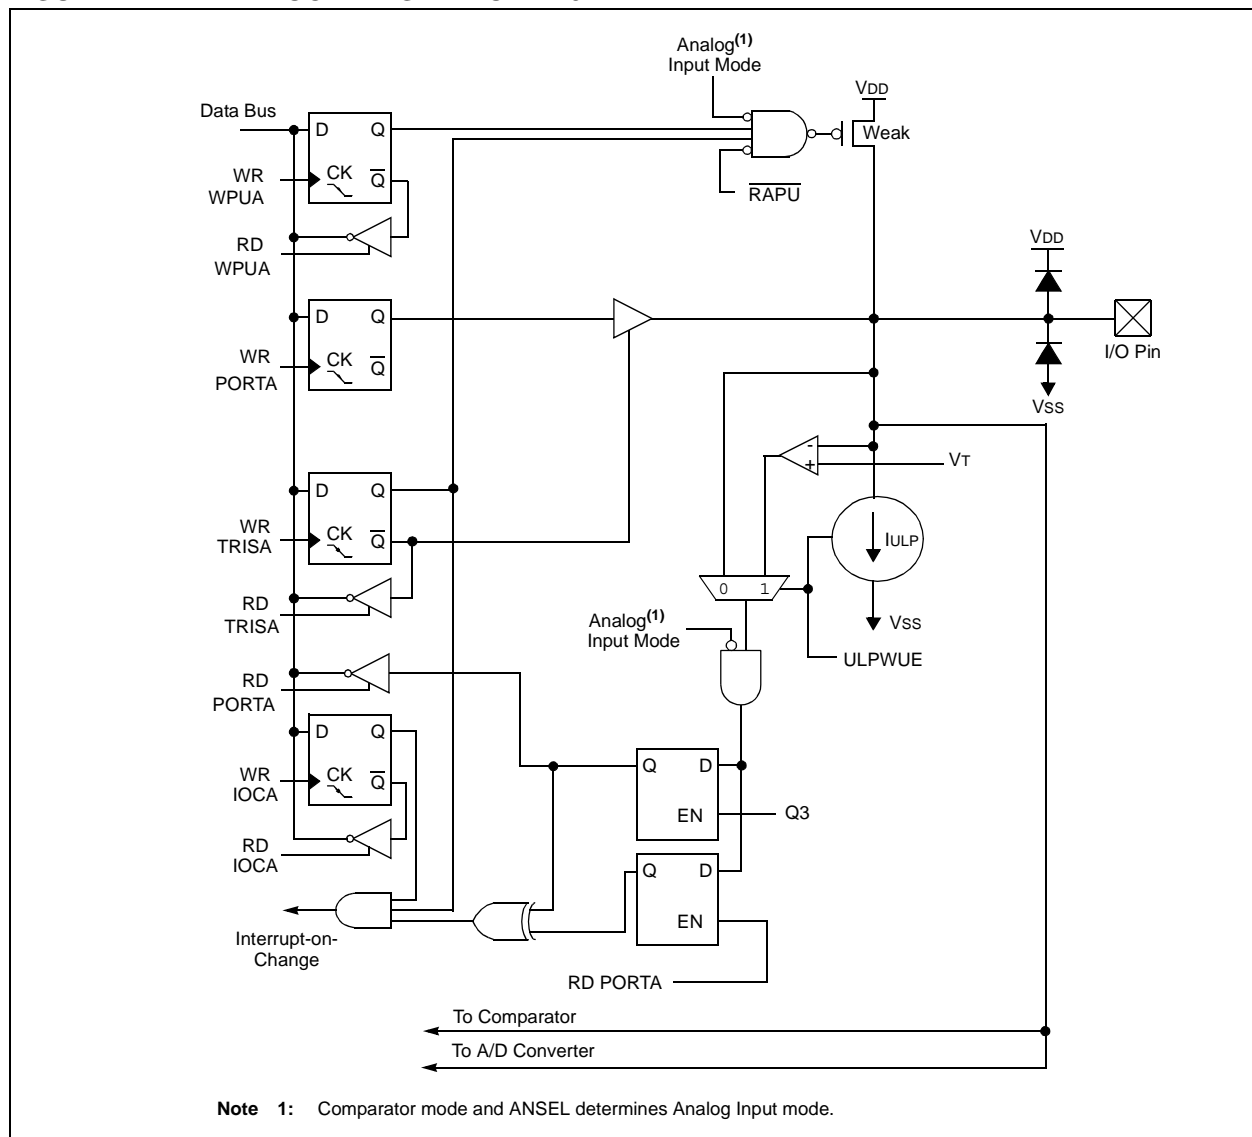 Analog(1)
Input Mode
VDD
Data Bus
D Q
Weak
WR
WPUA
CK Q
RAPU
RD
WPUA
VDD
D Q
WR
PORTA
CK Q
I/O Pin
VSS
-
+
VT
D Q
WR
TRISA
CK Q
IULP
0 1
RD
TRISA
Analog(1)
Input Mode
VSS
ULPWUE
RD
PORTA
D Q
WR
IOCA
CK Q
Q D
EN
Q3
RD
IOCA
Q D
EN
Interrupt-on-
Change
RD PORTA
To Comparator
To A/D Converter
Note 1: Comparator mode and ANSEL determines Analog Input mode.